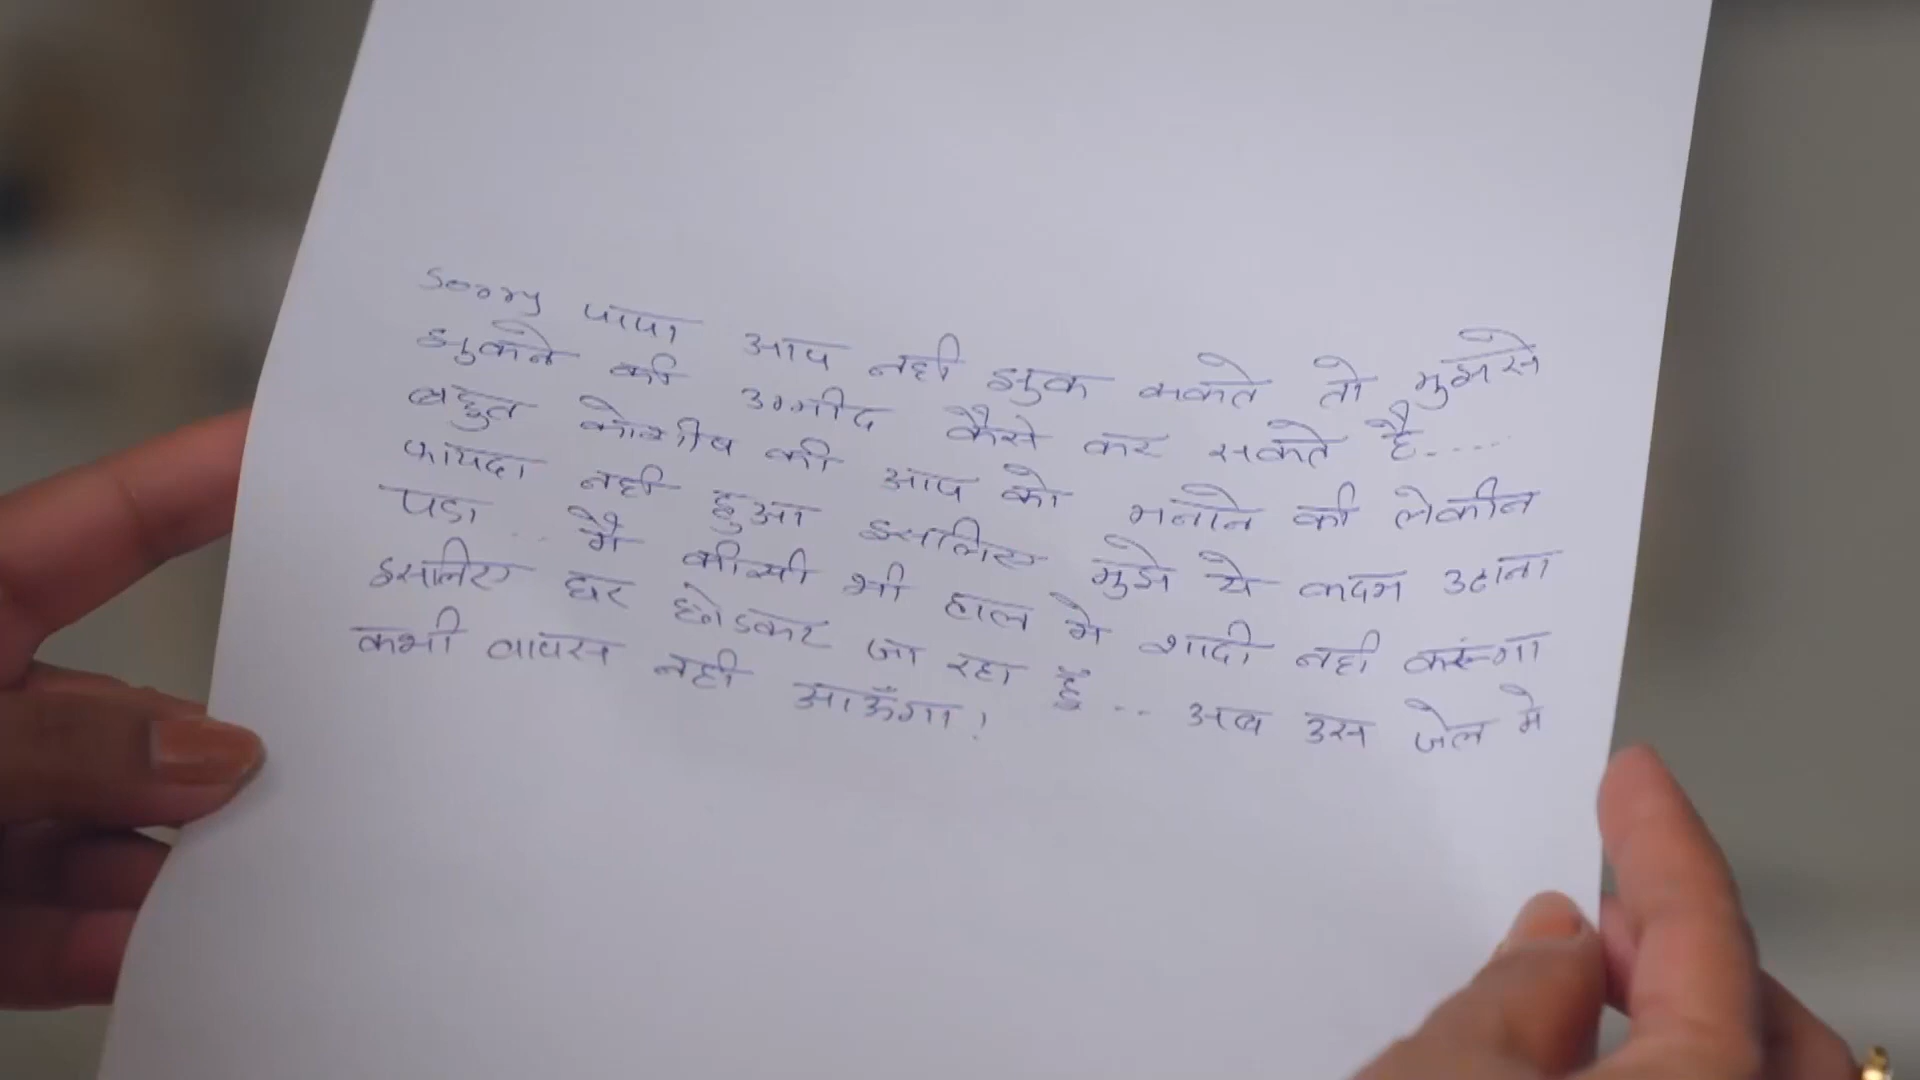 Sorry पापा आप नही झुक सकते तो मुझसे
झुकने की उम्मीद कैसे कर सकते है.....
बहुत कोशीष की आप को मनाने की लेकीन
फायदा नही हुआ इसलिए मुझे ये कदम उठाना
पडा ... मै कीसी भी हाल मे शादी नही करूंगा
इसलिए घर छोडकर जा रहा हूँ ... अब उस जेल मे
कभी वापस नही आऊँगा!